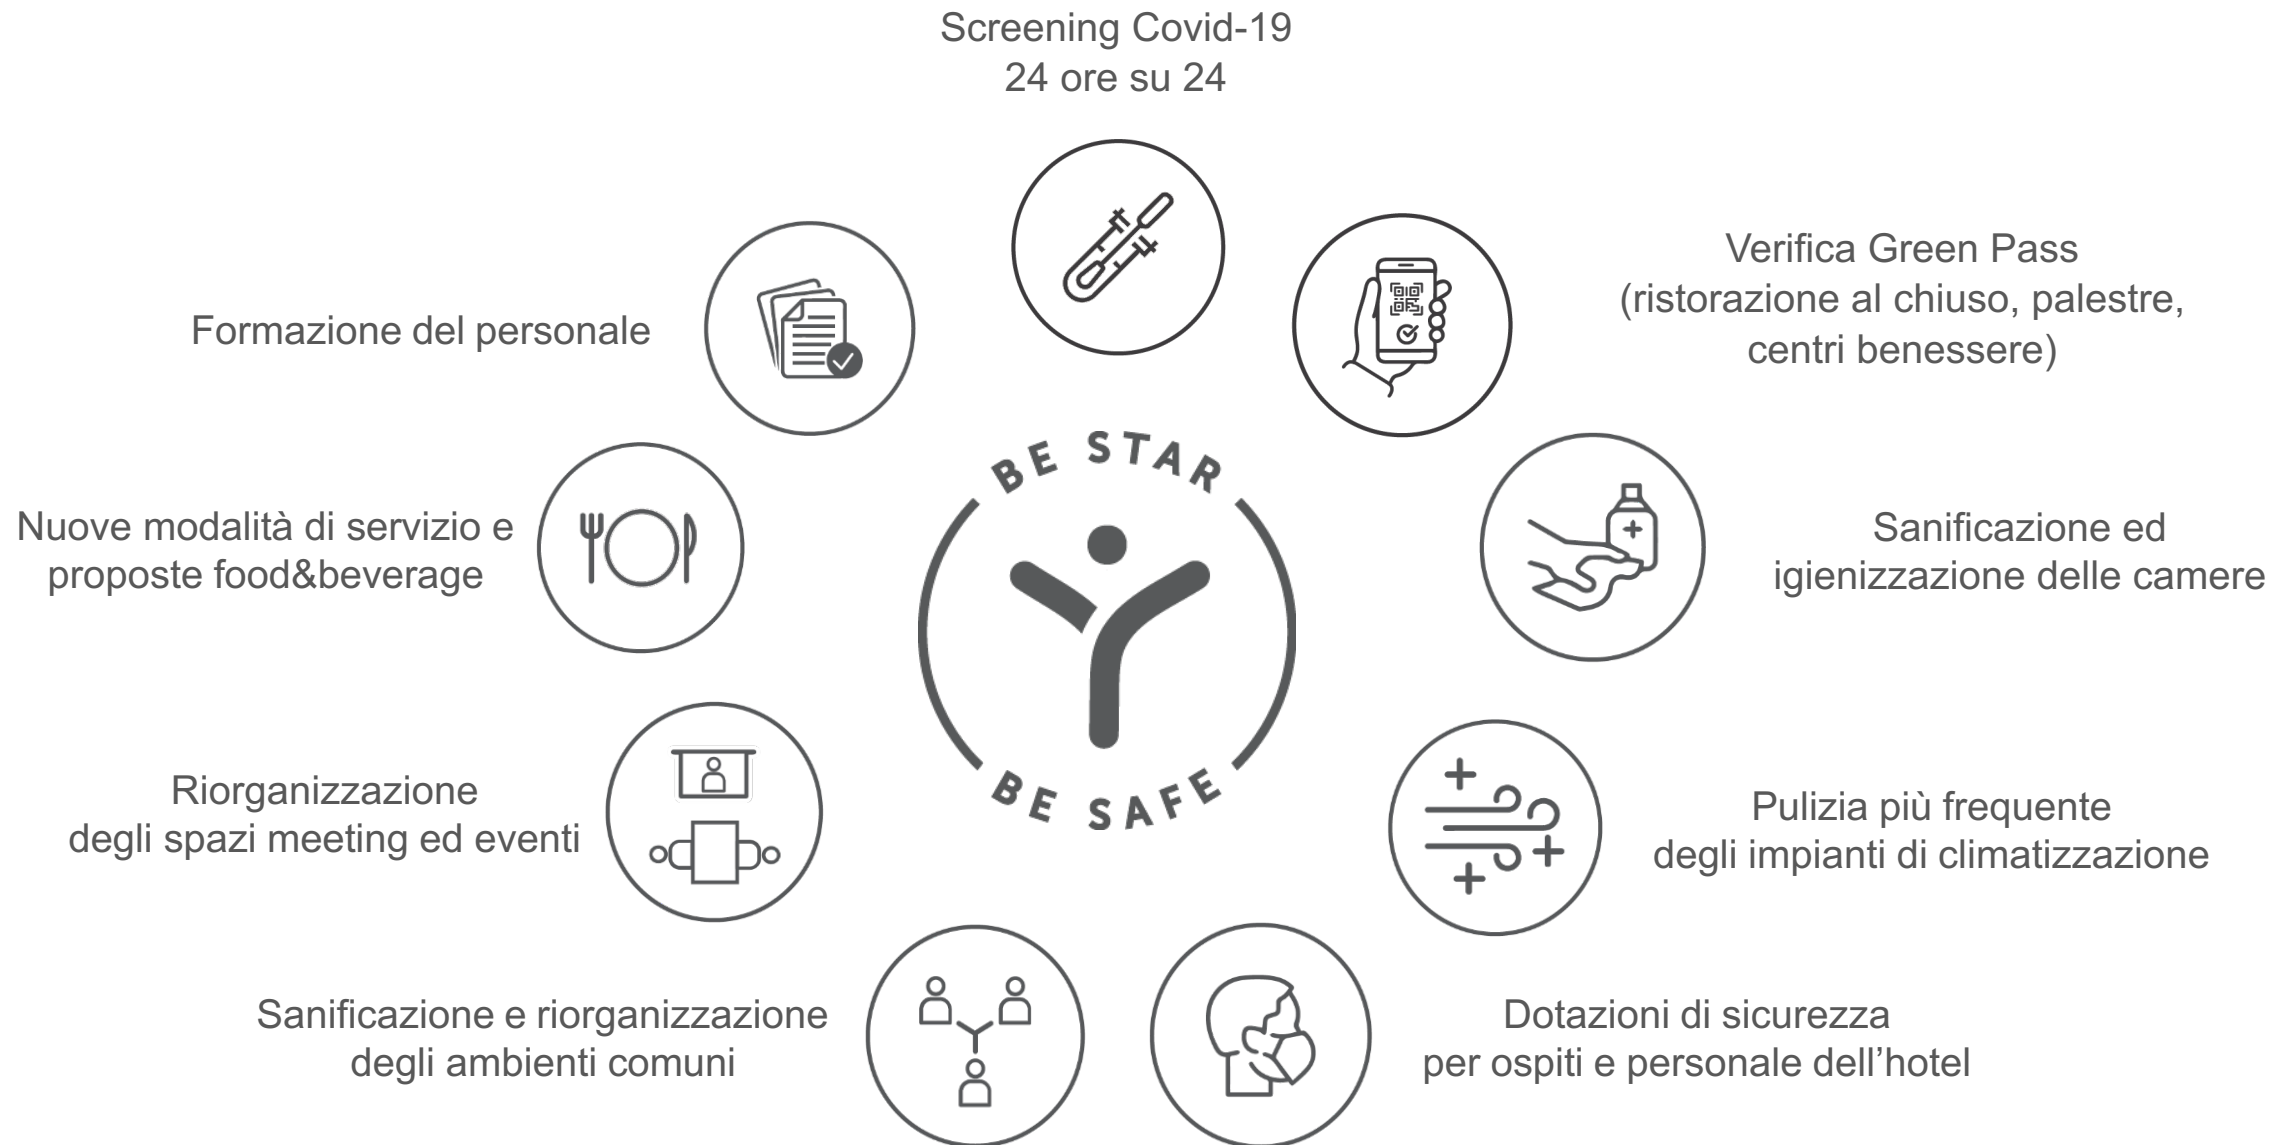 Screening Covid-19
24 ore su 24
Verifica Green Pass
(ristorazione al chiuso, palestre,
centri benessere)
Formazione del personale
BE STAR
Nuove modalità di servizio e
proposte food&beverage
Sanificazione ed
igienizzazione delle camere
BE SAFE
Riorganizzazione
degli spazi meeting ed eventi
Pulizia più frequente
degli impianti di climatizzazione
Sanificazione e riorganizzazione
degli ambienti comuni
Dotazioni di sicurezza
per ospiti e personale dell’hotel